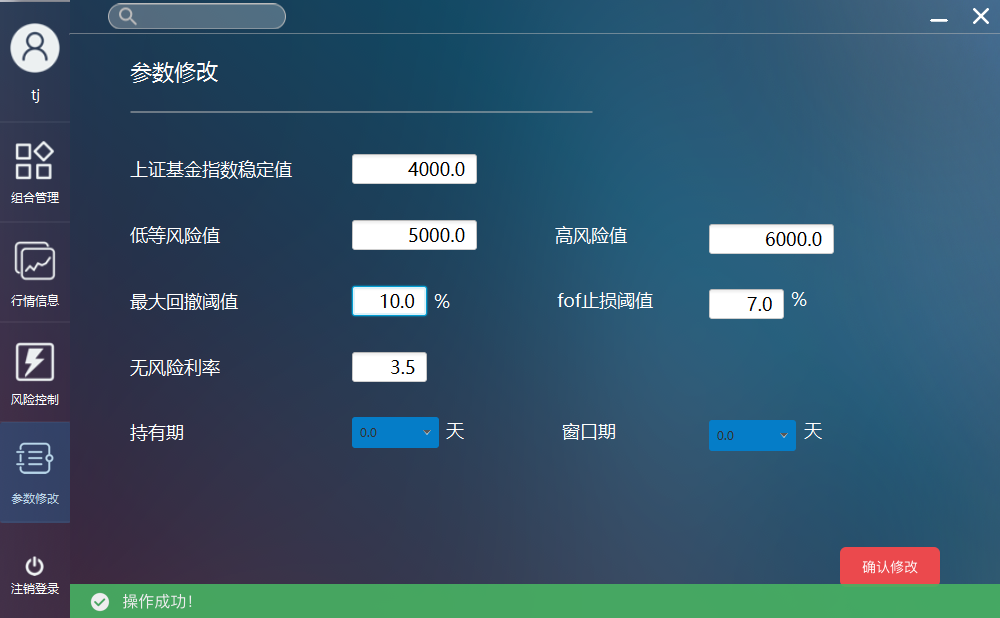 tj
组合管理
行情信息
风险控制
参数修改
注销登录
参数修改
上证基金指数稳定值 4000.0
低等风险值 5000.0 高风险值 6000.0
最大回撤阈值 10.0 % fof止损阈值 7.0 %
无风险利率 3.5
持有期 0.0 天 窗口期 0.0 天
确认修改
操作成功!